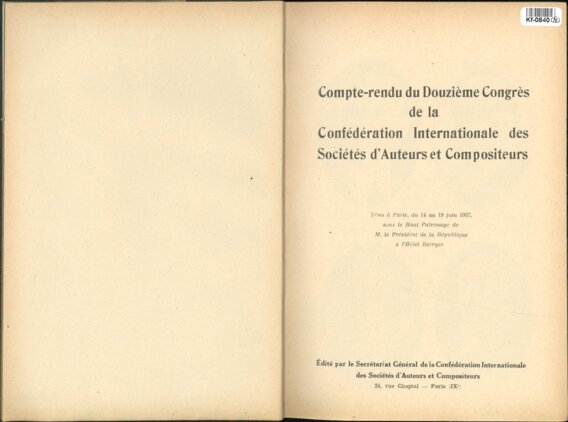 Kf-0840
Compte-rendu du Douzième Congrès
de la
Confédération Internationale des
Sociétés d'Auteurs et Compositeurs
Tenu à Paris, du 14 au 19 juin 1937,
sous le Haut Patronage de
M. le Président de la République
à l'Hôtel Berryer
Édité par le Secrétariat Général de la Confédération Internationale
des Sociétés d'Auteurs et Compositeurs
24, rue Chaptal — Paris (IXe)